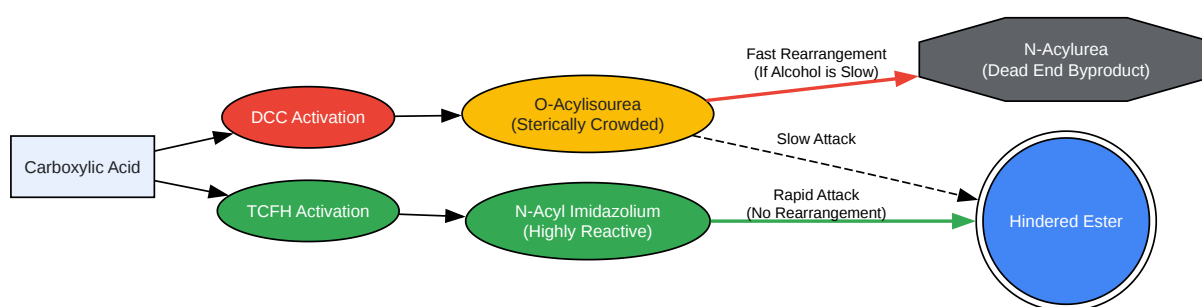 Carboxylic Acid
DCC Activation
TCFH Activation
O-Acylisourea
(Sterically Crowded)
N-Acyl Imidazolium
(Highly Reactive)
Fast Rearrangement
(If Alcohol is Slow)
Slow Attack
Rapid Attack
(No Rearrangement)
N-Acylurea
(Dead End Byproduct)
Hindered Ester